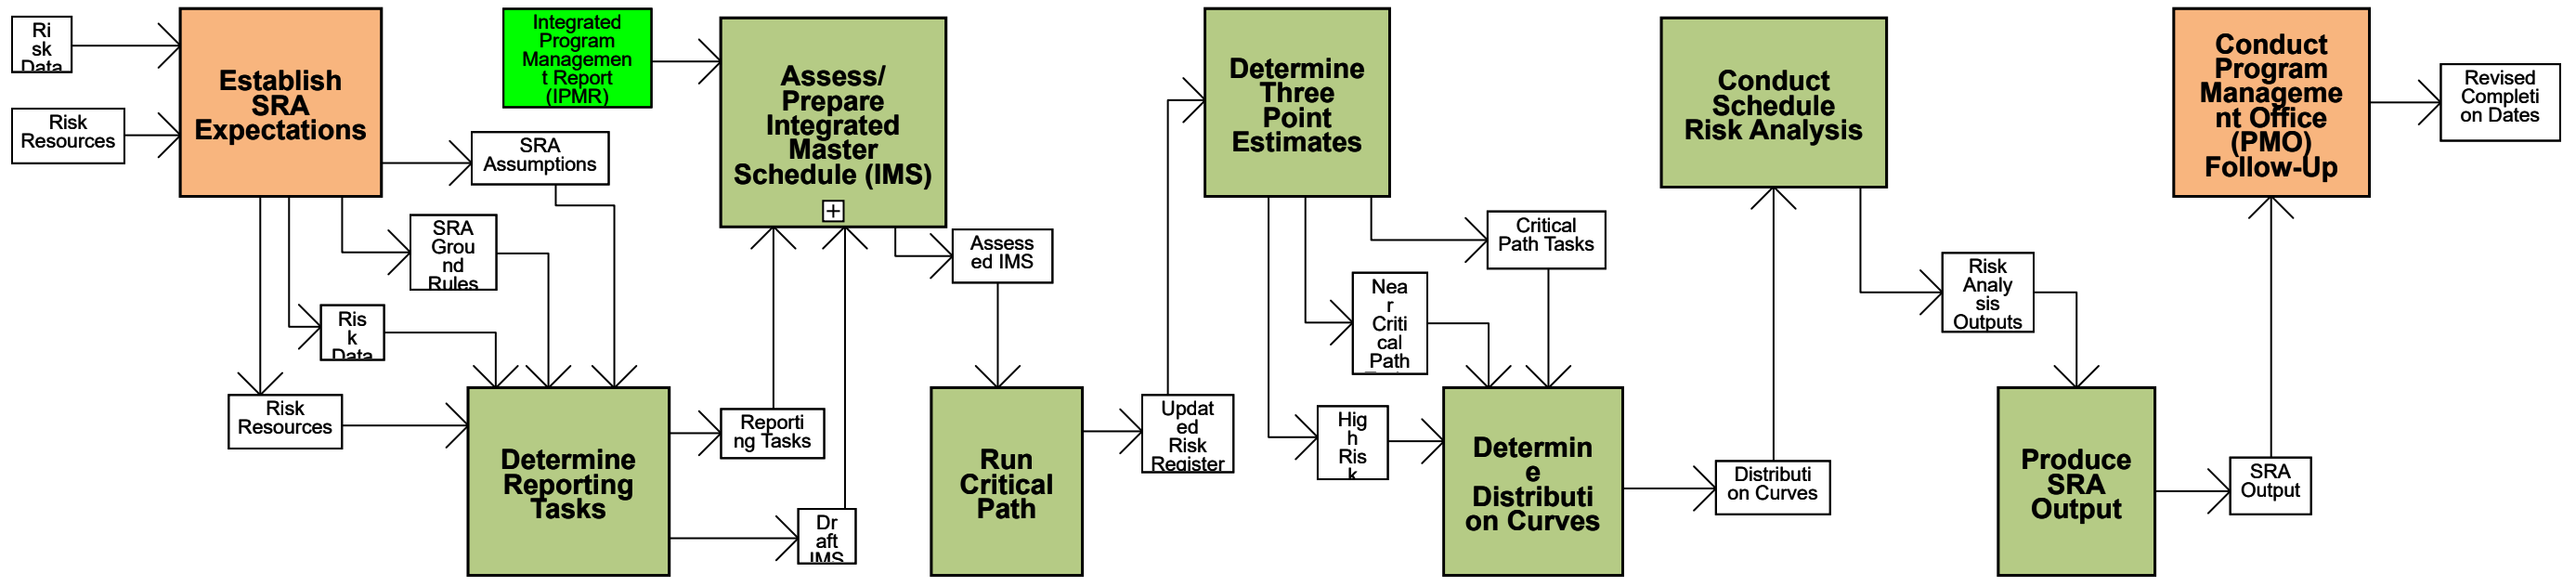 Ri
sk
Data
Risk
Resources
Establish
SRA
Expectations
SRA
Assumptions
SRA
Grou
nd
Rules
Ris
k
Data
Risk
Resources
Integrated
Program
Managemen
t Report
(IPMR)
Determine
Reporting
Tasks
Reporti
ng Tasks
Dr
aft
IMS
Assess/
Prepare
Integrated
Master
Schedule (IMS)
Assess
ed IMS
Run
Critical
Path
Updat
ed
Risk
Register
Determine
Three
Point
Estimates
Critical
Path Tasks
Nea
r
Criti
cal
Path
Hig
h
Ris
k
Determin
e
Distributi
on Curves
Distributi
on Curves
Conduct
Schedule
Risk Analysis
Risk
Analy
sis
Outputs
Produce
SRA
Output
SRA
Output
Conduct
Program
Manageme
nt Office
(PMO)
Follow-Up
Revised
Completi
on Dates